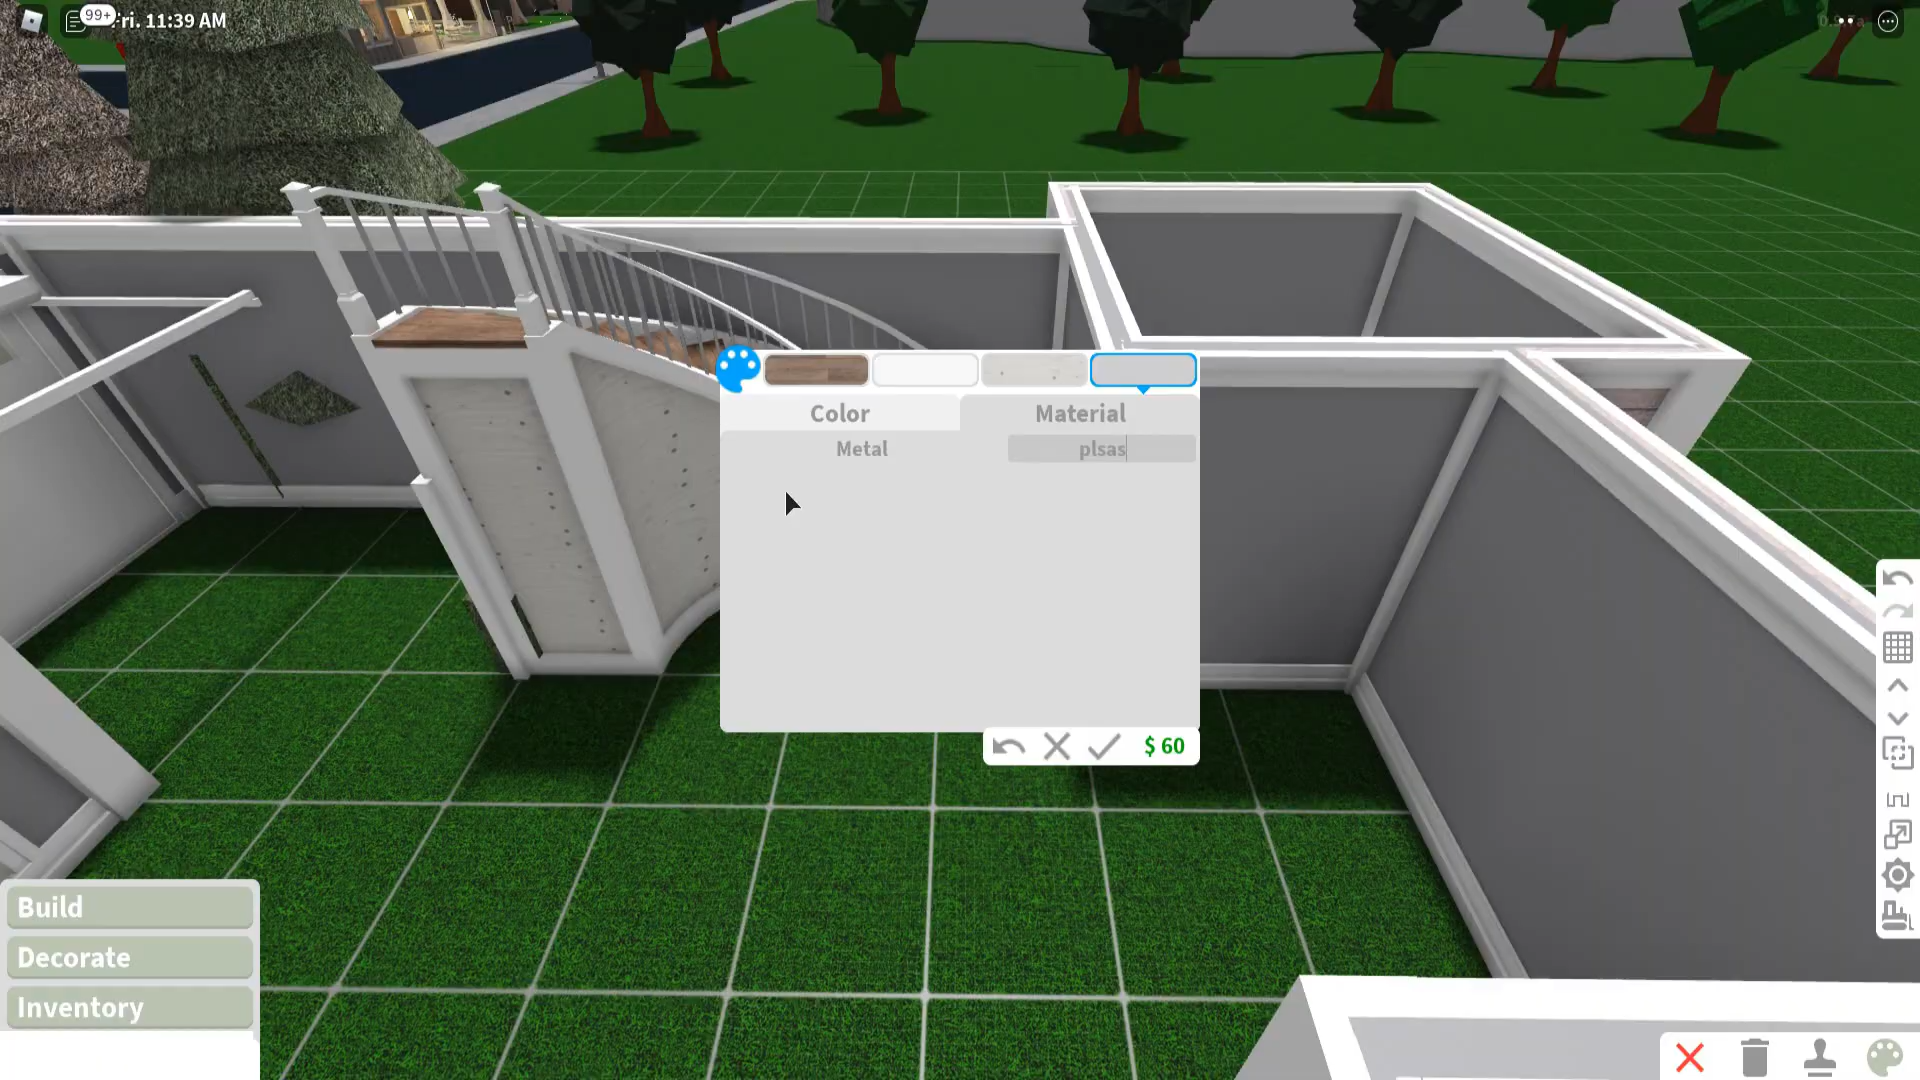 99+
Fri. 11:39 AM
Color
Material
Metal
plsas
$ 60
Build
Decorate
Inventory